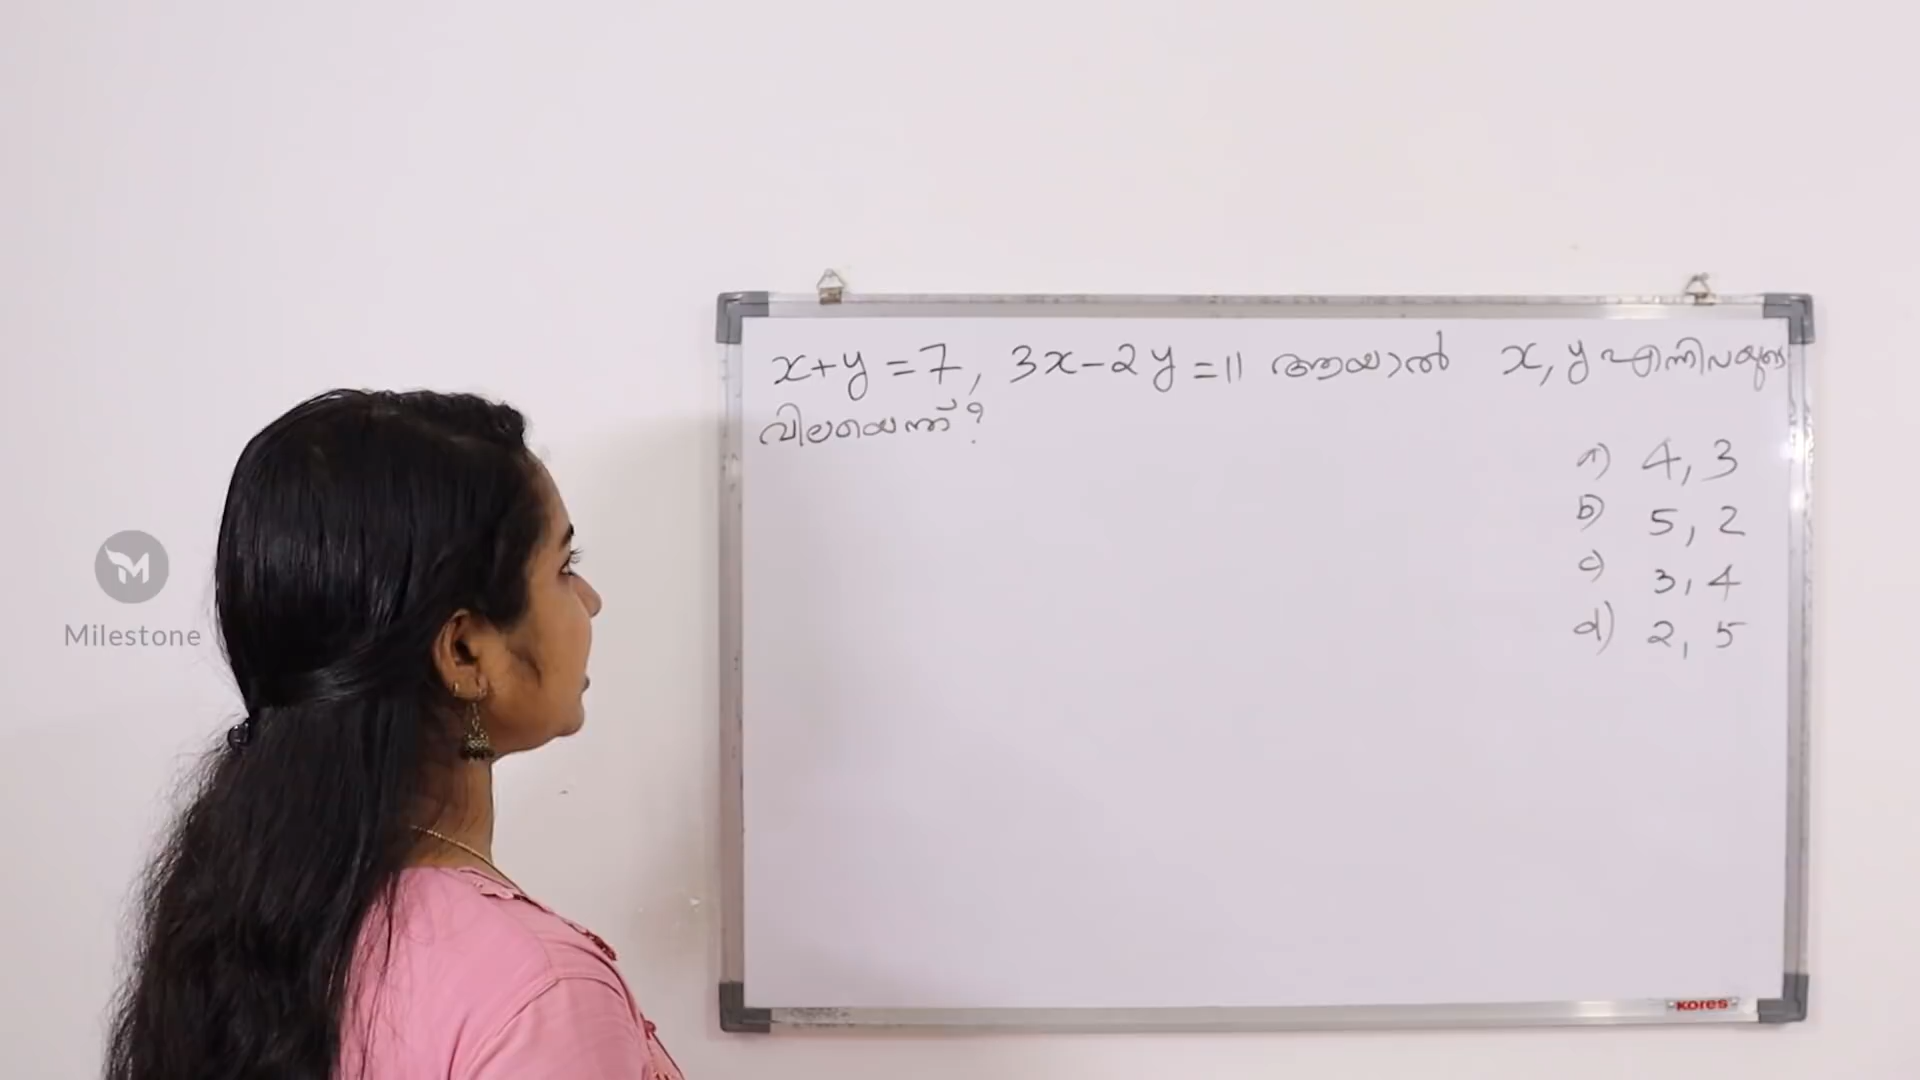 x+y=7, 3x-2y=11 ആയാൽ x, y എന്നിവയുടെ
വിലയെന്ത്?
a) 4, 3
b) 5, 2
c) 3, 4
d) 2, 5
Milestone
KORES